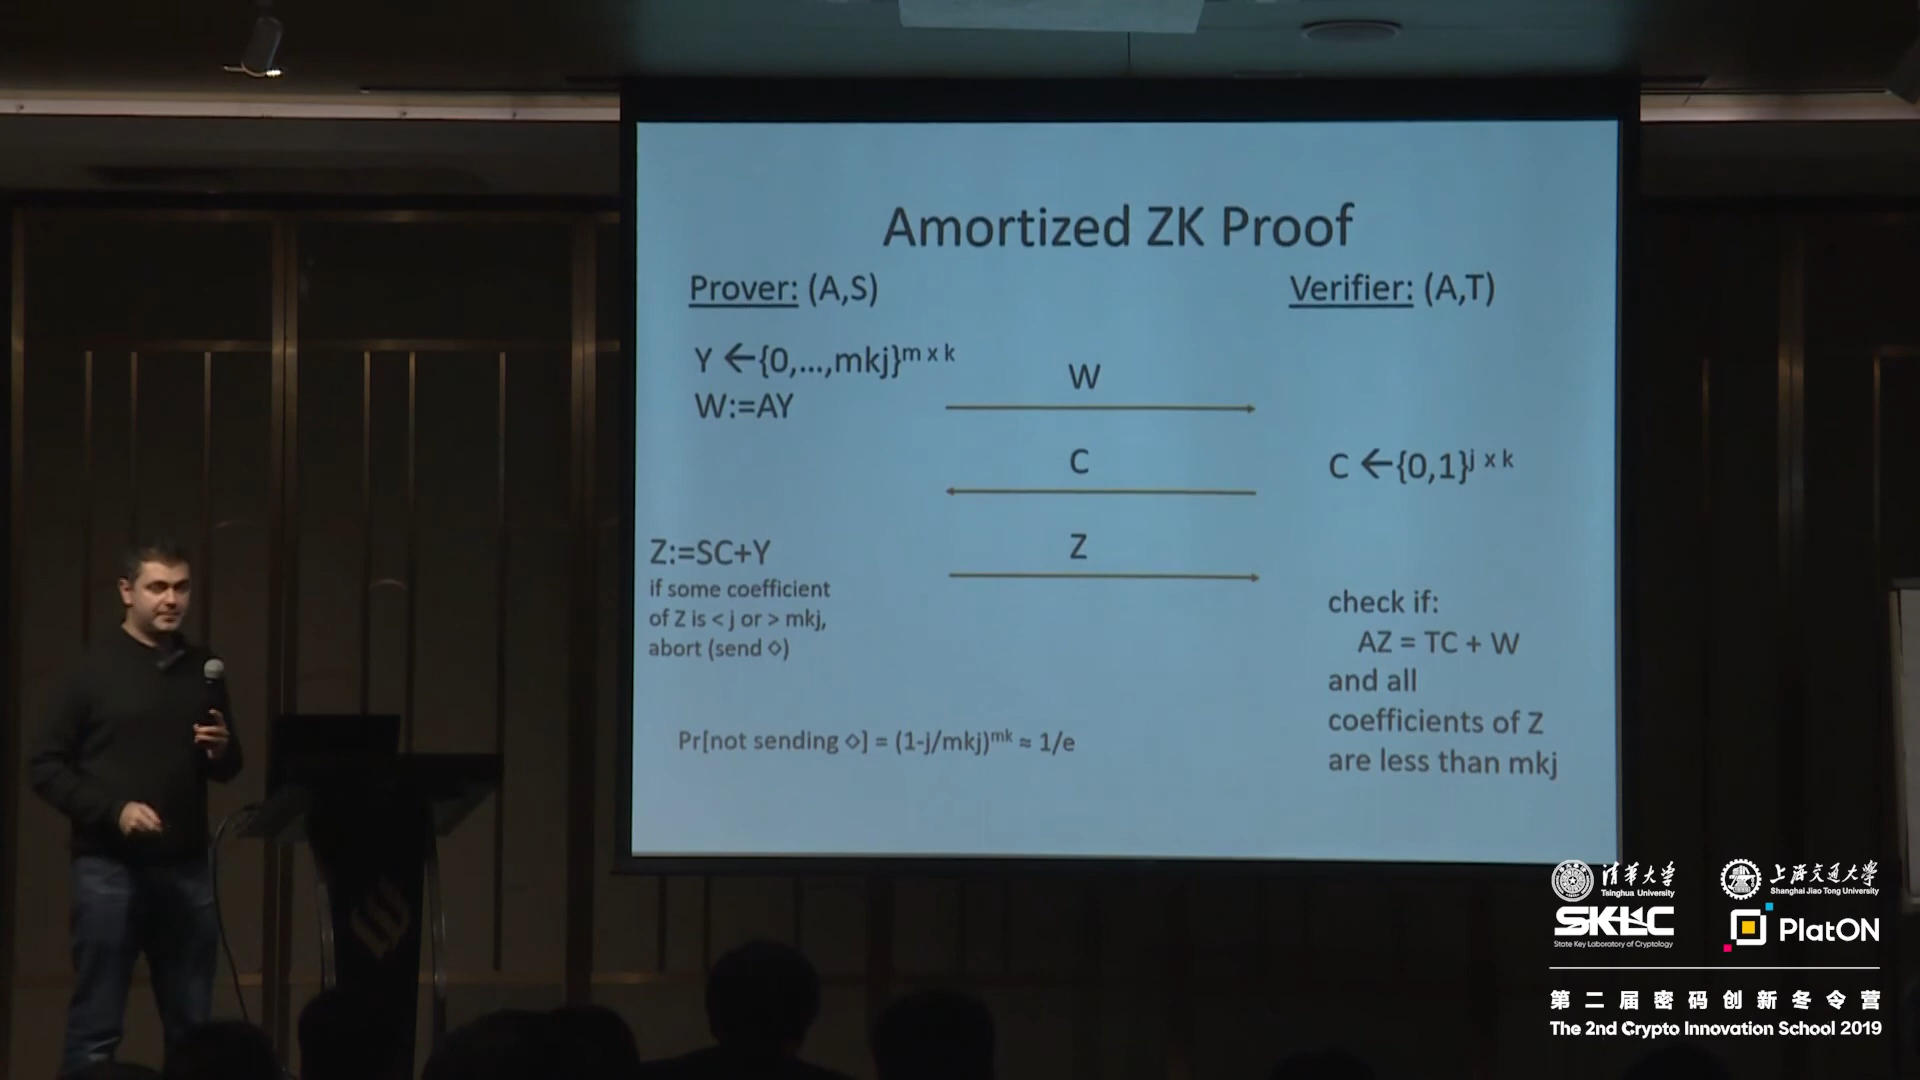 Amortized ZK Proof
Prover: (A,S)
Verifier: (A,T)
Y ←{0,...,mkj}^m x k
W:=AY
W
C
C ←{0,1}^j x k
Z:=SC+Y
if some coefficient
of Z is < j or > mkj,
abort (send ◇)
Z
check if:
AZ = TC + W
and all
coefficients of Z
are less than mkj
Pr[not sending ◇] = (1-j/mkj)^mk ≈ 1/e
清华大学
Tsinghua University
上海交通大学
Shanghai Jiao Tong University
SKLC
State Key Laboratory of Cryptology
PlatON
第二届密码创新冬令营
The 2nd Crypto Innovation School 2019